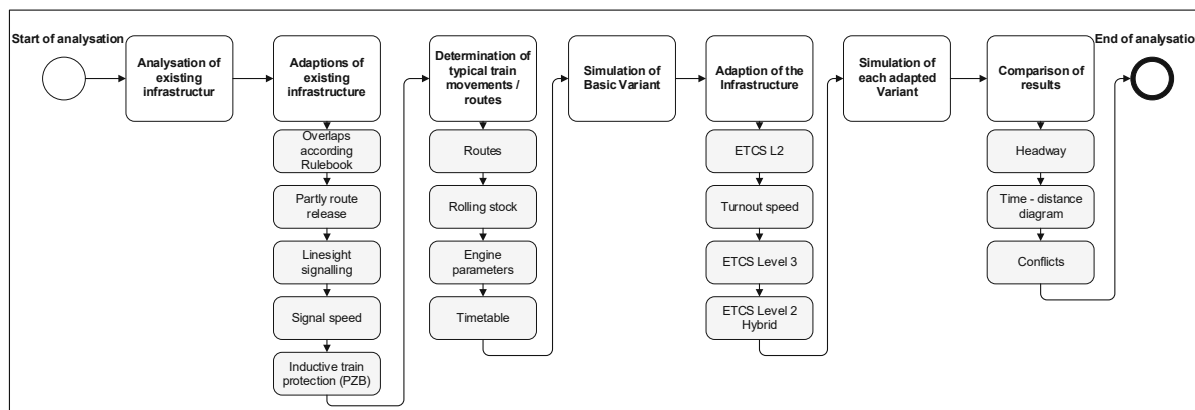 Start of analysation
Analysation of
existing
infrastructur
Adaptions of
existing
infrastructure
Overlaps
according
Rulebook
Partly route
release
Linesight
signalling
Signal speed
Inductive train
protection (PZB)
Determination of
typical train
movements /
routes
Routes
Rolling stock
Engine
parameters
Timetable
Simulation of
Basic Variant
Adaption of the
Infrastructure
ETCS L2
Turnout speed
ETCS Level 3
ETCS Level 2
Hybrid
Simulation of
each adapted
Variant
Comparison of
results
Headway
Time - distance
diagram
Conflicts
End of analysation